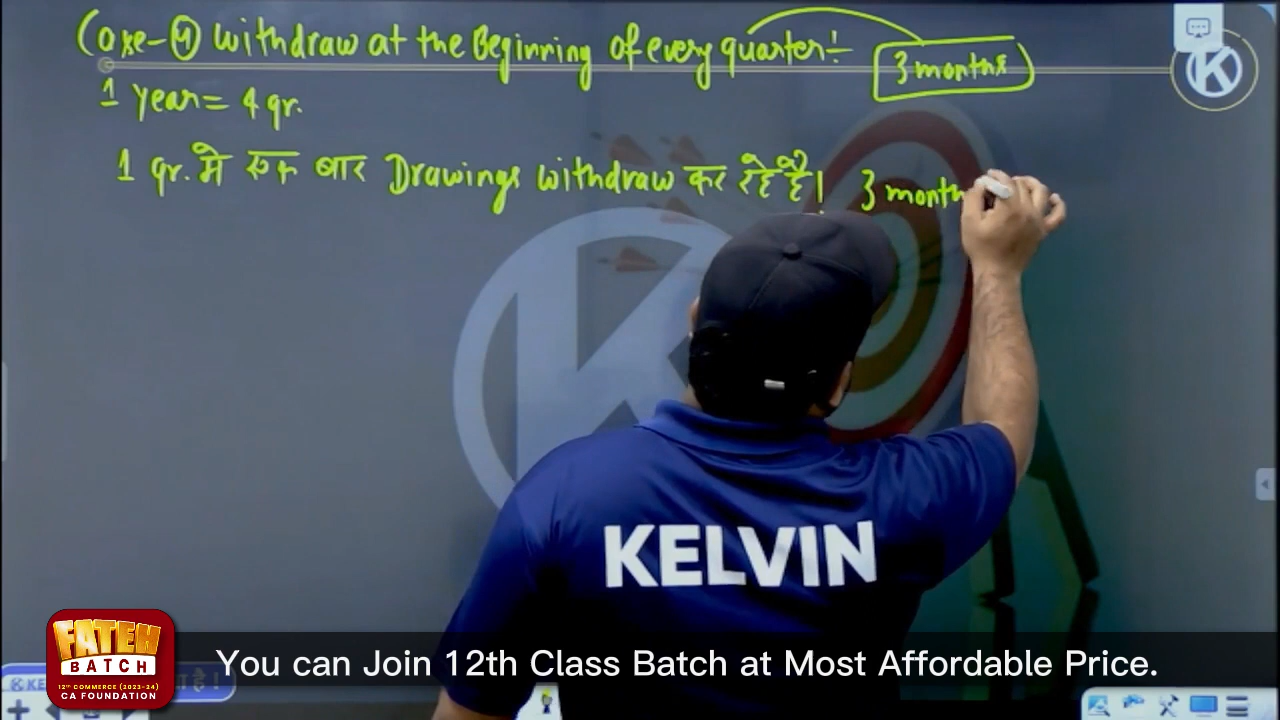 Case-④ Withdraw at the Beginning of every quarter:-
3 months
1 Year = 4 qr.
1 qr. में एक बार Drawings withdraw कर रहे है। 3 month
KELVIN
FATEH
BATCH
12TH COMMERCE (2023-24)
CA FOUNDATION
You can Join 12th Class Batch at Most Affordable Price.